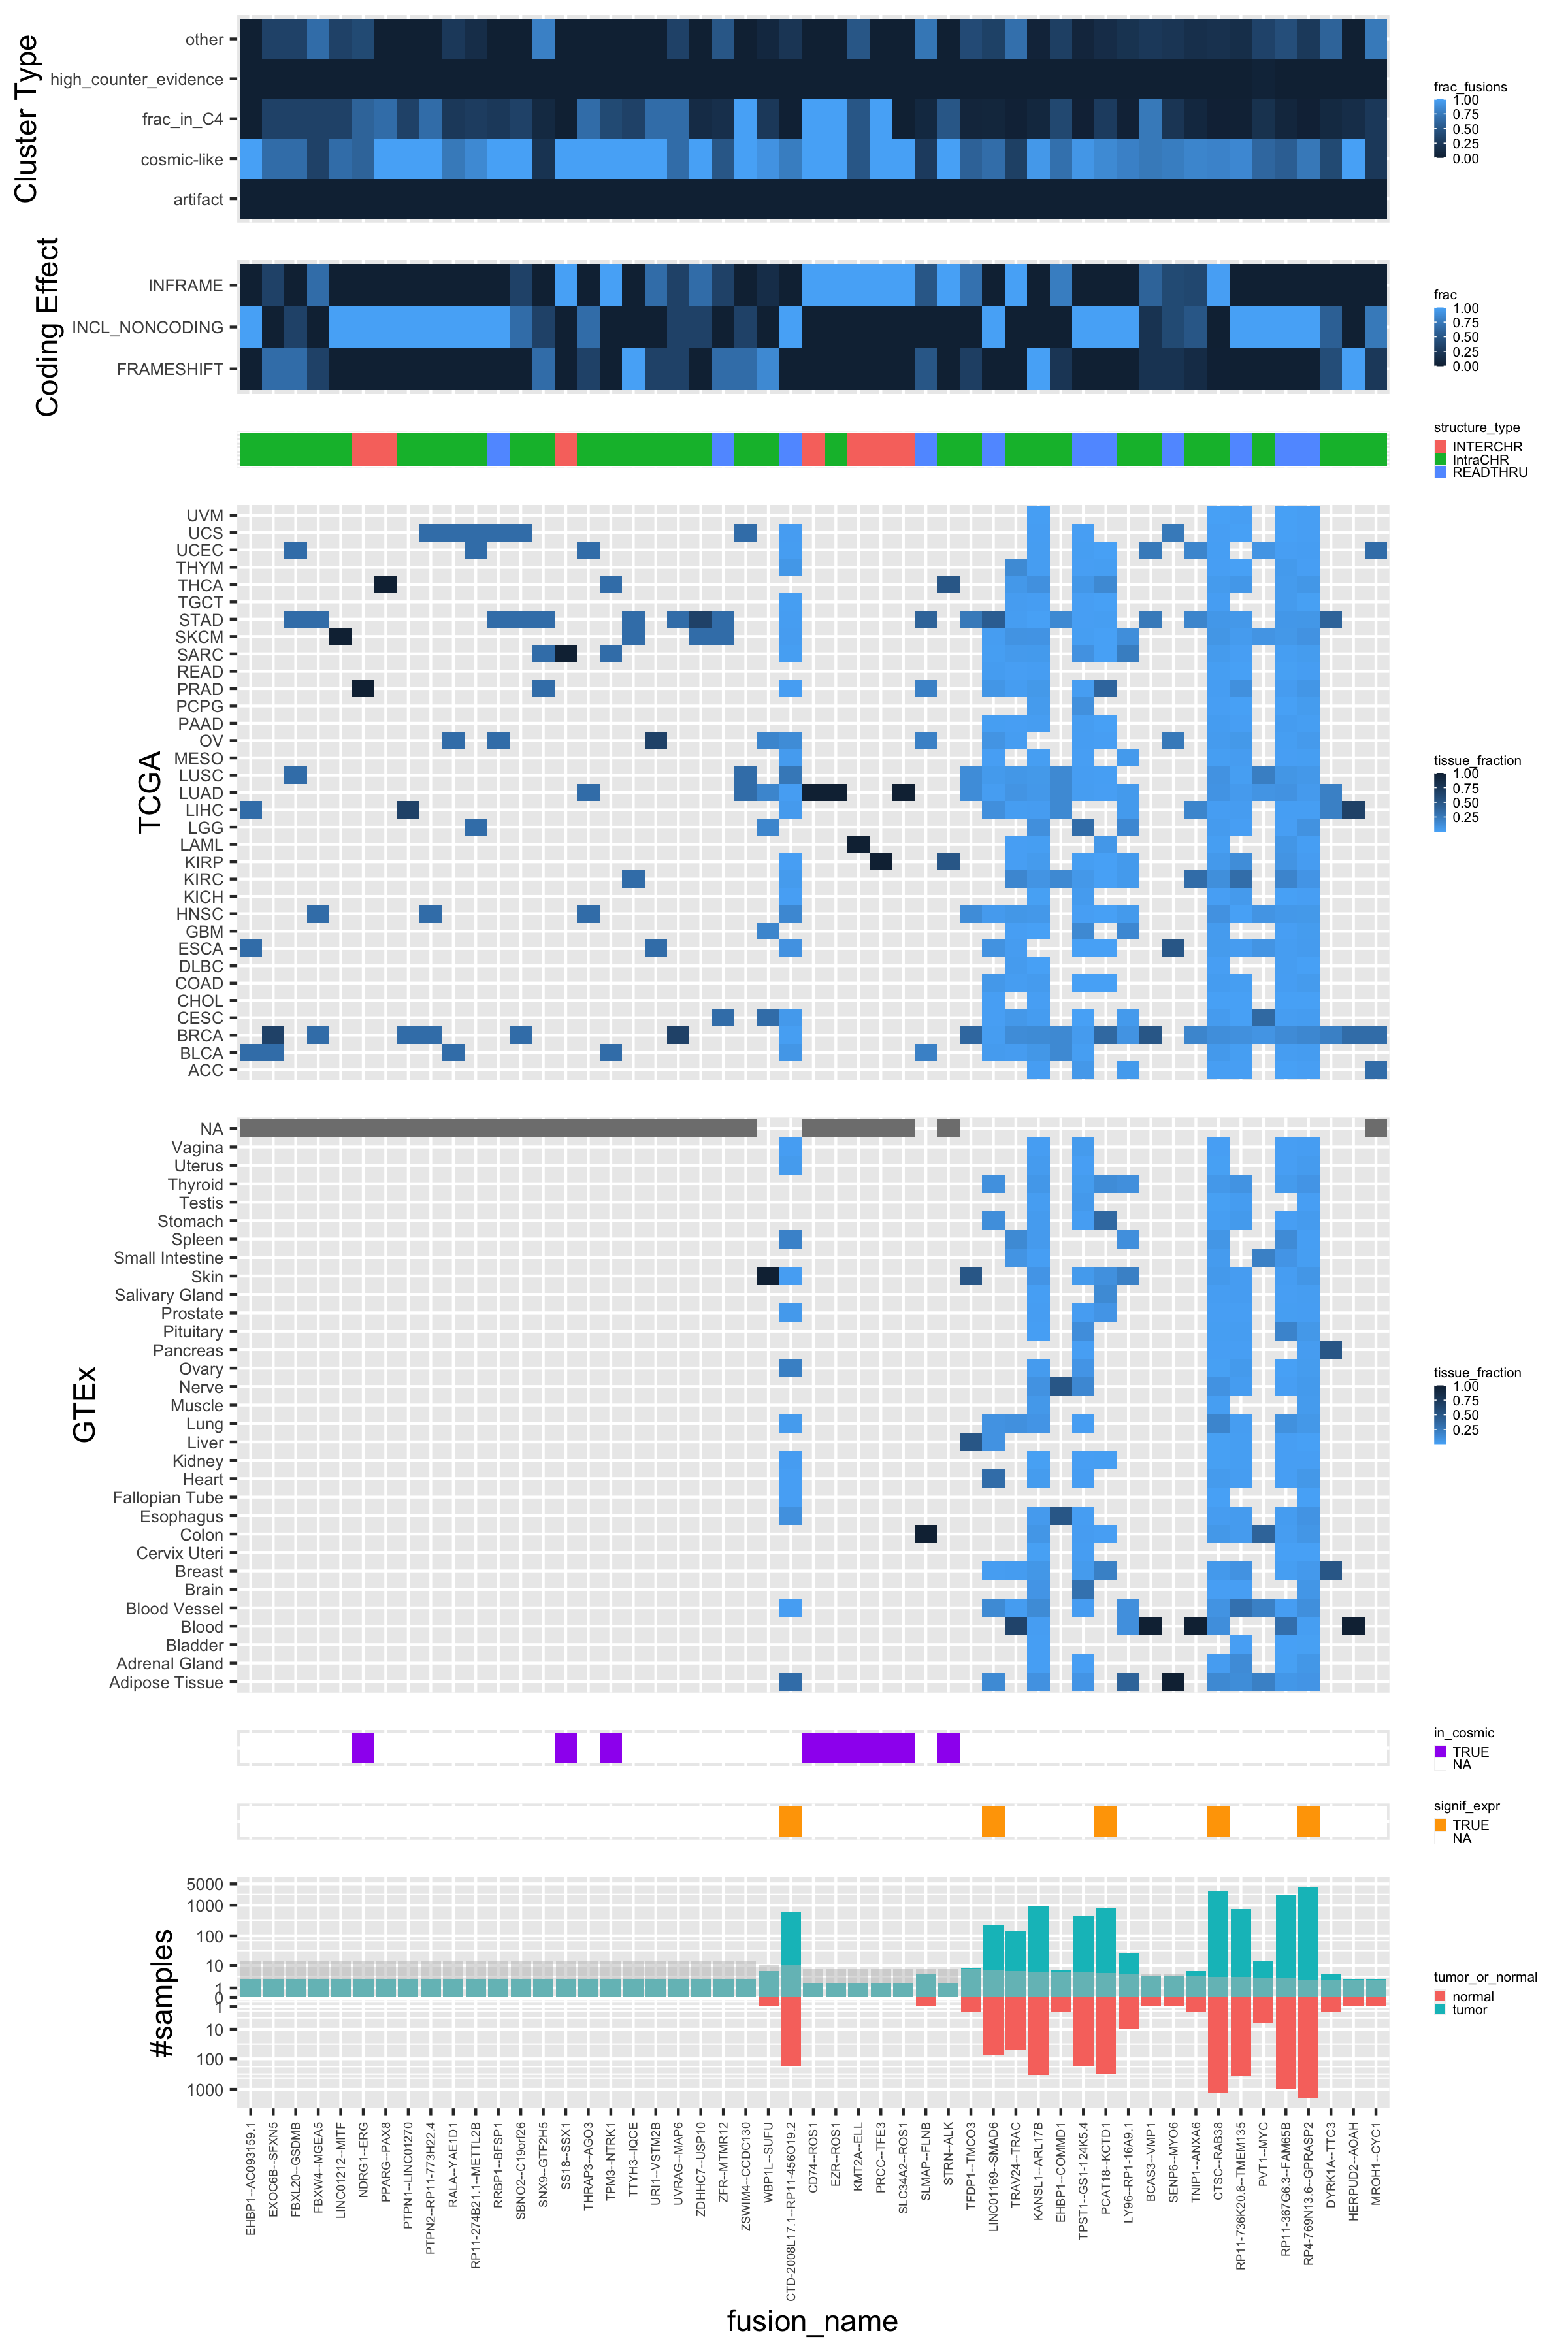 Cluster Type
other
high_counter_evidence
frac_in_C4
cosmic-like
artifact
frac_fusions
1.00
0.75
0.50
0.25
0.00
Coding Effect
INFRAME
INCL_NONCODING
FRAMESHIFT
frac
1.00
0.75
0.50
0.25
0.00
structure_type
INTERCHR
IntraCHR
READTHRU
TCGA
UVM
UCS
UCEC
THYM
THCA
TGCT
STAD
SKCM
SARC
READ
PRAD
PCPG
PAAD
OV
MESO
LUSC
LUAD
LIHC
LGG
LAML
KIRP
KIRC
KICH
HNSC
GBM
ESCA
DLBC
COAD
CHOL
CESC
BRCA
BLCA
ACC
tissue_fraction
1.00
0.75
0.50
0.25
GTEx
NA
Vagina
Uterus
Thyroid
Testis
Stomach
Spleen
Small Intestine
Skin
Salivary Gland
Prostate
Pituitary
Pancreas
Ovary
Nerve
Muscle
Lung
Liver
Kidney
Heart
Fallopian Tube
Esophagus
Colon
Cervix Uteri
Breast
Brain
Blood Vessel
Blood
Bladder
Adrenal Gland
Adipose Tissue
tissue_fraction
1.00
0.75
0.50
0.25
in_cosmic
TRUE
NA
signif_expr
TRUE
NA
#samples
5000
1000
100
10
1
0
1
10
100
1000
tumor_or_normal
normal
tumor
EHBP1--AC093159.1
EXOC6B--SFXN5
FBXL20--GSDMB
FBXW4--MGEA5
LINC01212--MITF
NDRG1--ERG
PPARG--PAX8
PTPN1--LINC01270
PTPN2--RP11-773H22.4
RALA--YAE1D1
RP11-274B21.1--METTL2B
RRBP1--BFSP1
SBNO2--C19orf26
SNX9--GTF2H5
SS18--SSX1
THRAP3--AGO3
TPM3--NTRK1
TTYH3--IQCE
URI1--VSTM2B
UVRAG--MAP6
ZDHHC7--USP10
ZFR--MTMR12
ZSWIM4--CCDC130
WBP1L--SUFU
CTD-2008L17.1--RP11-456O19.2
CD74--ROS1
EZR--ROS1
KMT2A--ELL
PRCC--TFE3
SLC34A2--ROS1
SLMAP--FLNB
STRN--ALK
TFDP1--TMCO3
LINC01169--SMAD6
TRAV24--TRAC
KANSL1--ARL17B
EHBP1--COMMD1
TPST1--GS1-124K5.4
PCAT18--KCTD1
LY96--RP1-16A9.1
BCAS3--VMP1
SENP6--MYO6
TNIP1--ANXA6
CTSC--RAB38
RP11-736K20.6--TMEM135
PVT1--MYC
RP11-367G6.3--FAM65B
RP4-769N13.6--GPRASP2
DYRK1A--TTC3
HERPUD2--AOAH
MROH1--CYC1
fusion_name